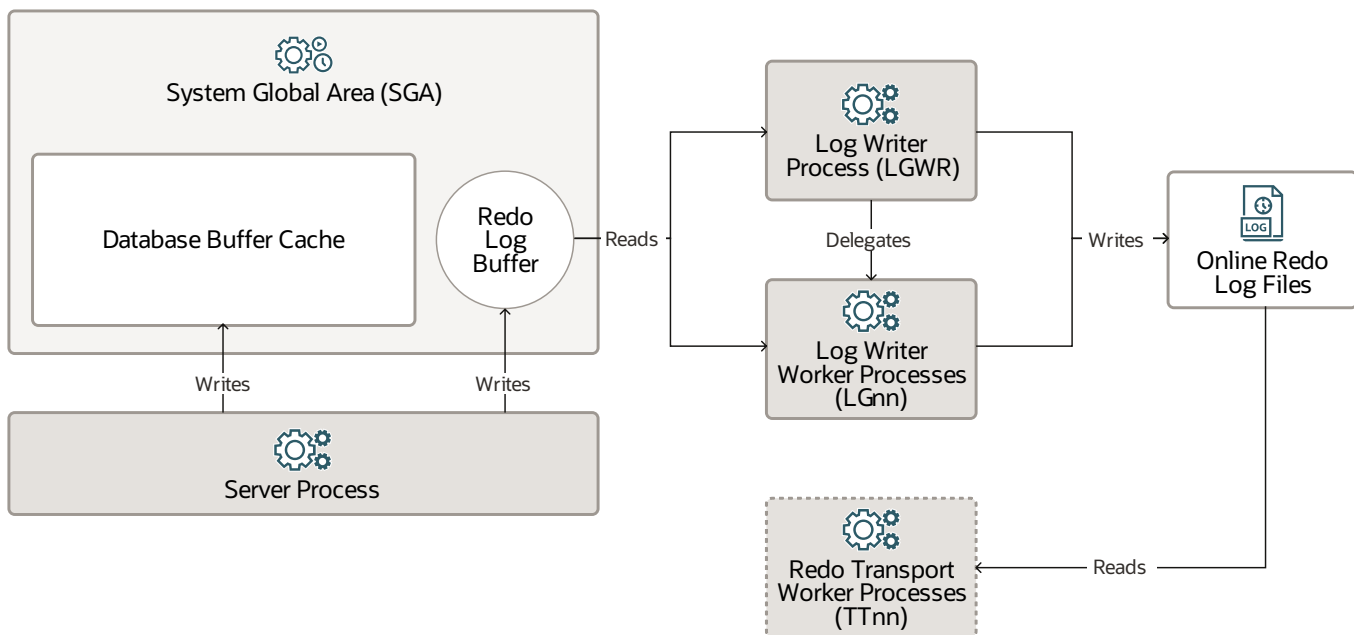 System Global Area (SGA)
Database Buffer Cache
Redo
Log
Buffer
Writes
Writes
Server Process
Reads
Log Writer
Process (LGWR)
Delegates
Log Writer
Worker Processes
(LGnn)
Writes
LOG
Online Redo
Log Files
Reads
Redo Transport
Worker Processes
(TTnn)